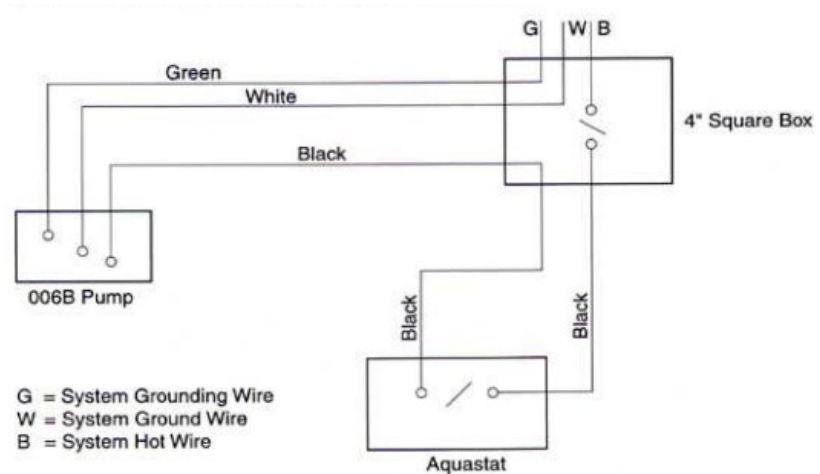 G W B
Green
White
4" Square Box
Black
006B Pump
Black
Black
G = System Grounding Wire
W = System Ground Wire
B = System Hot Wire
Aquastat